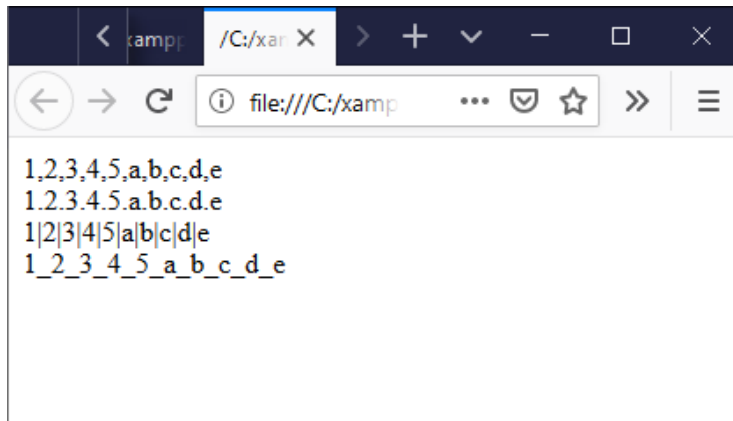 xampp
/C:/xar
file:///C:/xamp
1,2,3,4,5,a,b,c,d,e
1.2.3.4.5.a.b.c.d.e
1|2|3|4|5|a|b|c|d|e
1_2_3_4_5_a_b_c_d_e